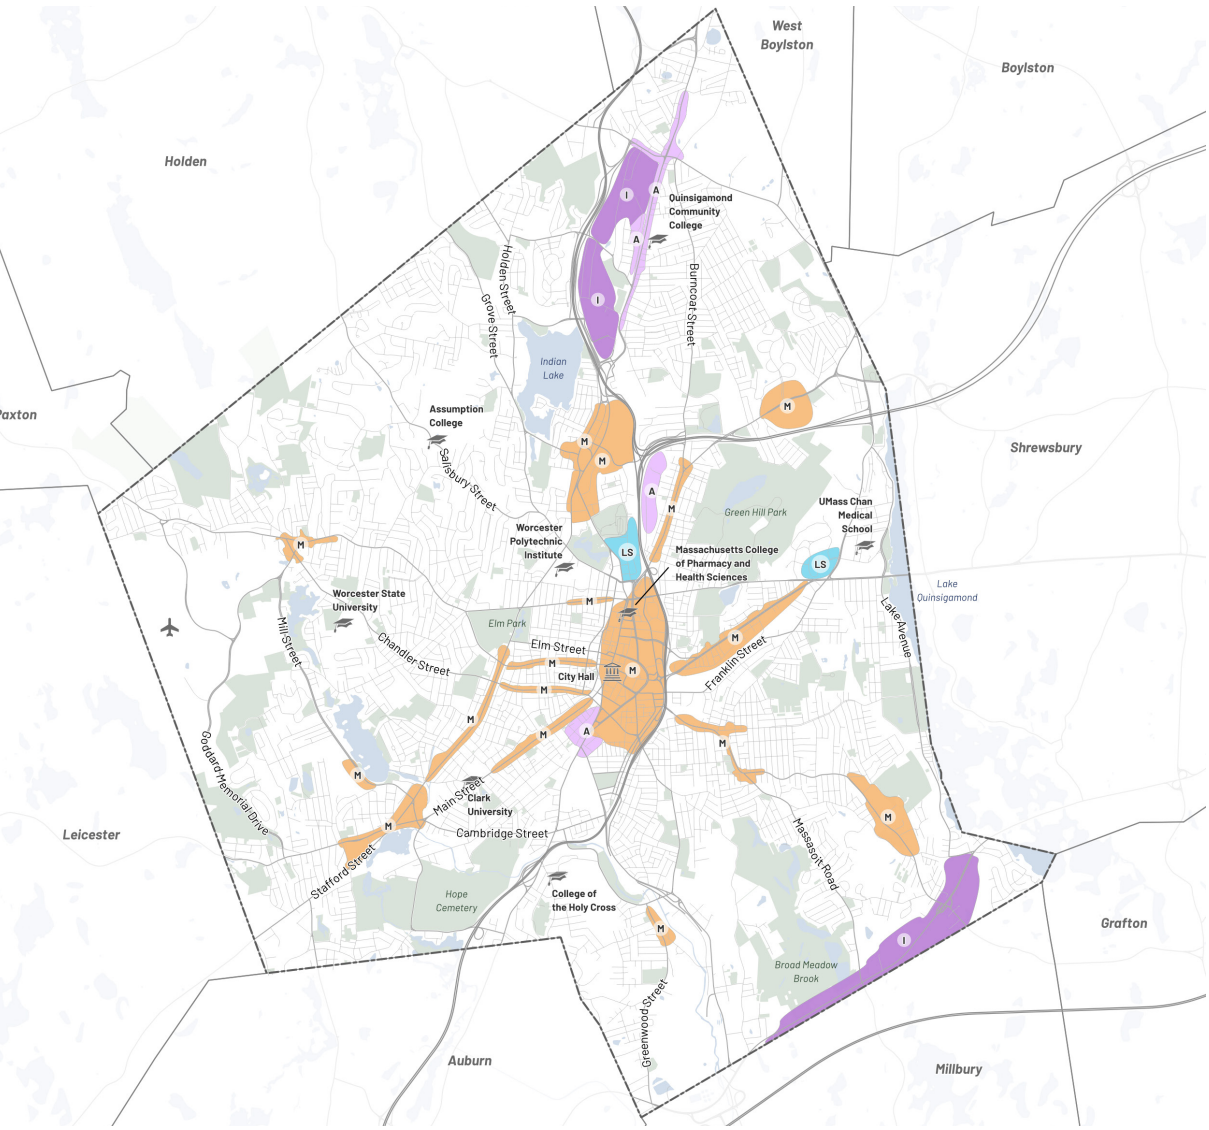 West
Boylston
Boylston
Holden
I
A
Quinsigamond
Community
College
A
Holden Street
Grove Street
Burncoat Street
I
Indian
Lake
Paxton
Assumption
College
M
M
M
Shrewsbury
Salisbury Street
A
M
Green Hill Park
UMass Chan
Medical
School
Worcester
Polytechnic
Institute
LS
M
Massachusetts College
of Pharmacy and
Health Sciences
LS
Lake
Quinsigamond
Worcester State
University
M
Elm Park
Mill Street
Chandler Street
Elm Street
M
City Hall
M
M
Franklin Street
Lake Avenue
M
M
M
A
M
Goddard Memorial Drive
M
Main Street
Clark
University
M
Cambridge Street
M
Leicester
Stafford Street
Massasoit Road
Hope
Cemetery
College of
the Holy Cross
M
I
Grafton
Broad Meadow
Brook
Greenwood Street
Auburn
Millbury